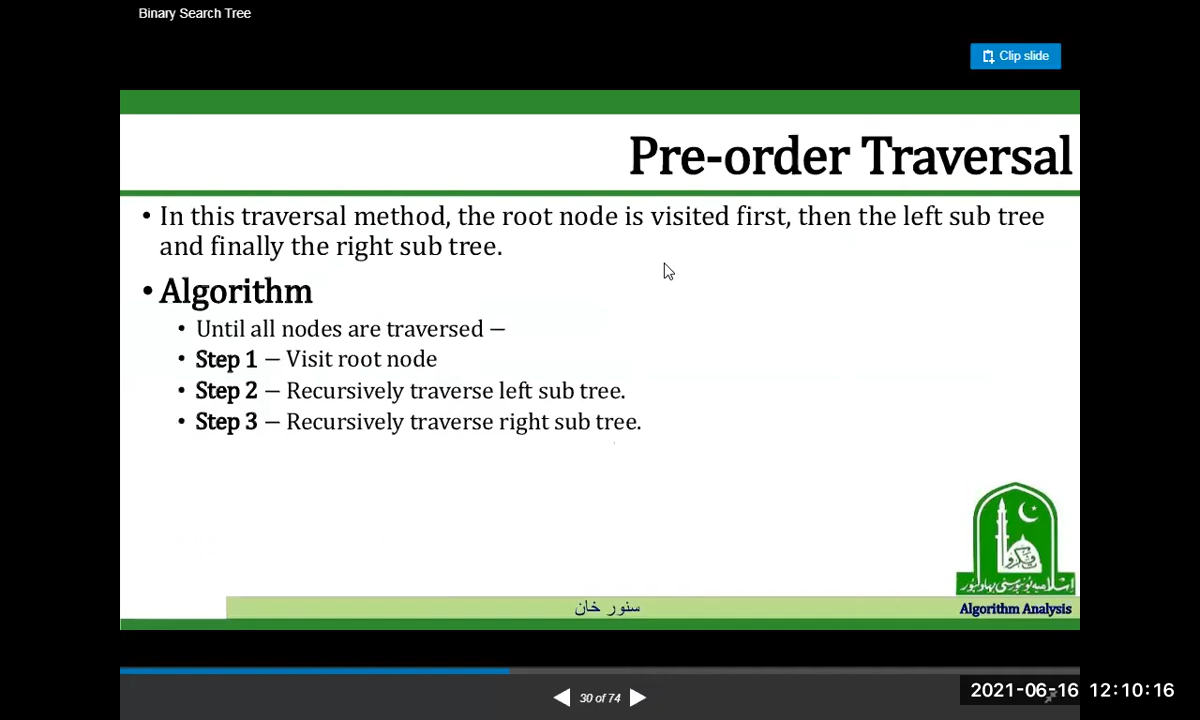 Binary Search Tree
Clip slide
Pre-order Traversal
• In this traversal method, the root node is visited first, then the left sub tree
and finally the right sub tree.
• Algorithm
• Until all nodes are traversed −
• Step 1 − Visit root node
• Step 2 − Recursively traverse left sub tree.
• Step 3 − Recursively traverse right sub tree.
اسلامیہ یونیورسٹی بہاولپور
سنور خان
Algorithm Analysis
30 of 74
2021-06-16 12:10:16